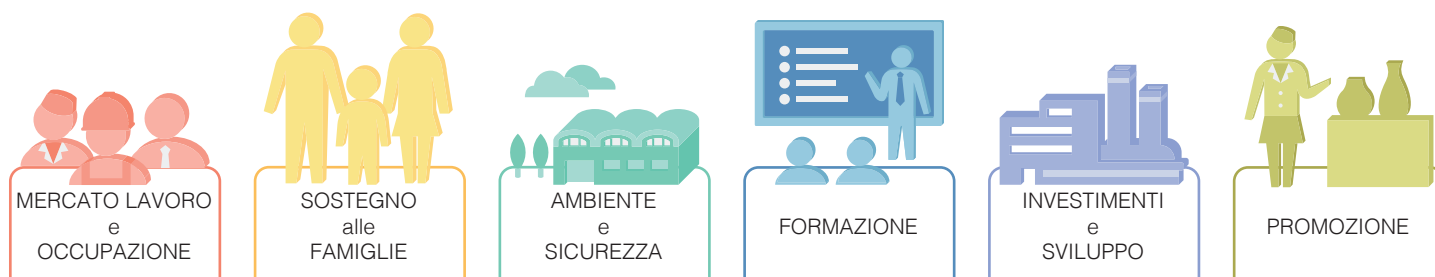 MERCATO LAVORO
e
OCCUPAZIONE
SOSTEGNO
alle
FAMIGLIE
AMBIENTE
e
SICUREZZA
FORMAZIONE
INVESTIMENTI
e
SVILUPPO
PROMOZIONE